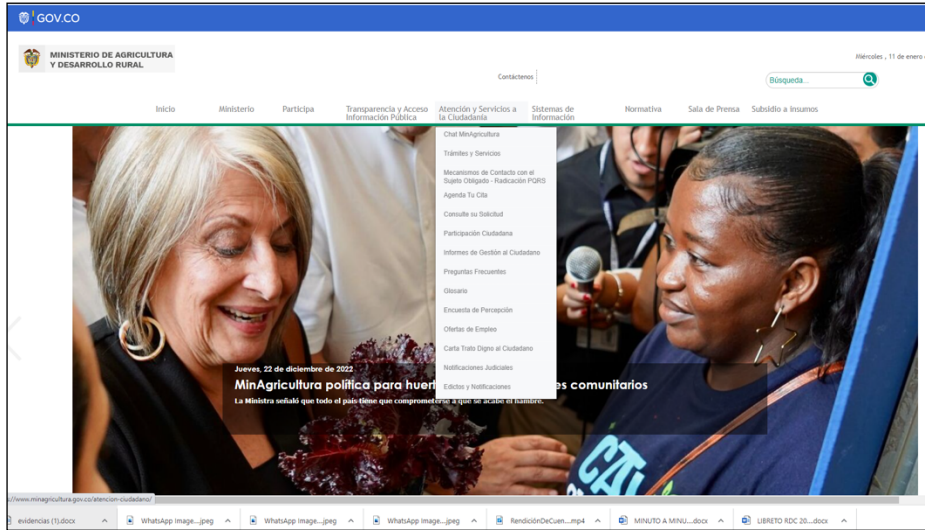 GOV.CO
MINISTERIO DE AGRICULTURA
Y DESARROLLO RURAL
Miércoles , 11 de enero
Contáctenos
Búsqueda...
Inicio
Ministerio
Participa
Transparencia y Acceso
Información Pública
Atención y Servicios a
la Ciudadanía
Sistemas de
Información
Normativa
Sala de Prensa
Subsidio a Insumos
Chat MinAgricultura
Trámites y Servicios
Mecanismos de Contacto con el
Sujeto Obligado - Radicación PQRS
Agenda Tu Cita
Consulte su Solicitud
Participación Ciudadana
Informes de Gestión al Ciudadano
Preguntas Frecuentes
Glosario
Encuesta de Percepción
Ofertas de Empleo
Carta Trato Digno al Ciudadano
Notificaciones Judiciales
Edictos y Notificaciones
Jueves, 22 de diciembre de 2022
MinAgricultura política para huer es comunitarios
La Ministra señaló que todo el país tiene que comprometerse a que se acabe el hambre.
://www.minagricultura.gov.co/atencion-ciudadano/
evidencias (1).docx
WhatsApp Image...jpeg
WhatsApp Image...jpeg
WhatsApp Image...jpeg
RendiciónDeCuen....mp4
MINUTO A MINU...docx
LIBRETO RDC 20...docx